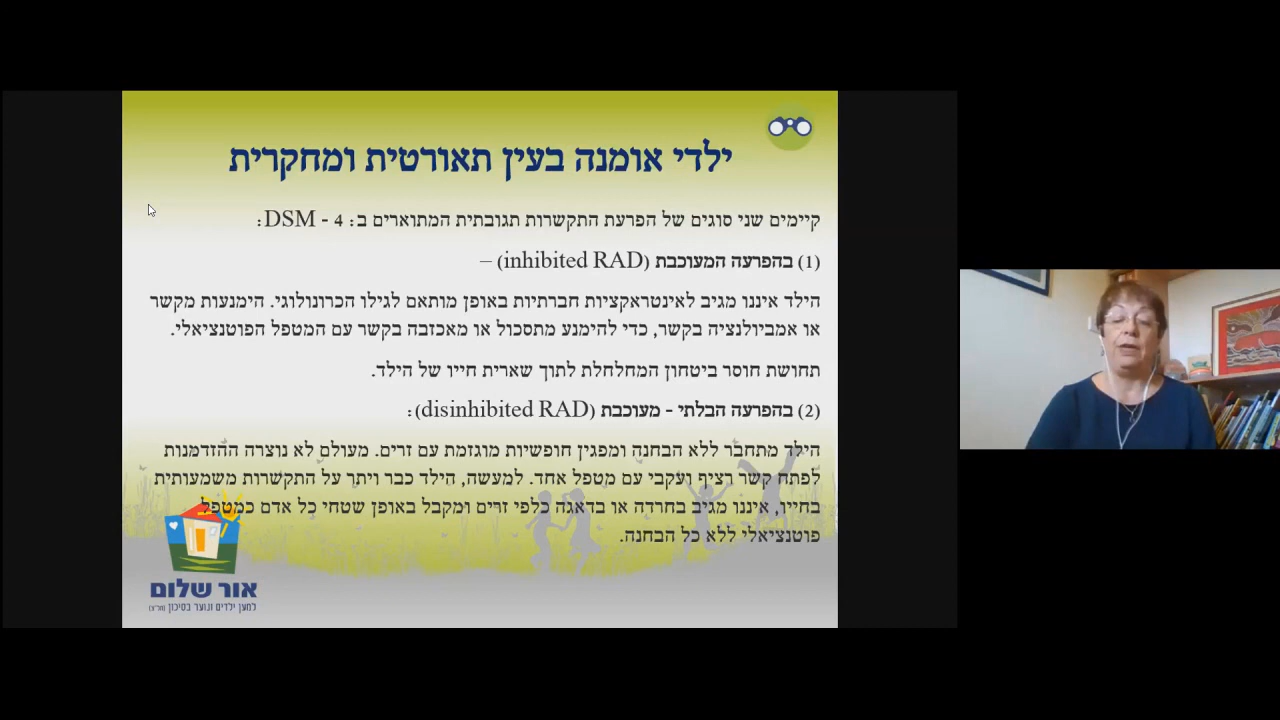 ילדי אומנה בעין תאורטית ומחקרית
קיימים שני סוגים של הפרעת התקשרות תגובתית המתוארים ב: DSM - 4:
(1) בהפרעה המעוכבת (inhibited RAD) –
הילד איננו מגיב לאינטראקציות חברתיות באופן מותאם לגילו הכרונולוגי. הימנעות מקשר
או אמביולנציה בקשר, כדי להימנע מתסכול או מאכזבה בקשר עם המטפל הפוטנציאלי.
תחושת חוסר ביטחון המחלחלת לתוך שארית חייו של הילד.
(2) בהפרעה הבלתי - מעוכבת (disinhibited RAD):
הילד מתחבר ללא הבחנה ומפגין חופשיות מוגזמת עם זרים. מעולם לא נוצרה ההזדמנות
לפתח קשר רציף ועקבי עם מטפל אחד. למעשה, הילד כבר ויתר על התקשרות משמעותית
בחייו, איננו מגיב בחרדה או בדאגה כלפי זרים ומקבל באופן שטחי כל אדם כמטפל
פוטנציאלי ללא כל הבחנה.
אור שלום
למען ילדים ונוער בסיכון (חל"צ)